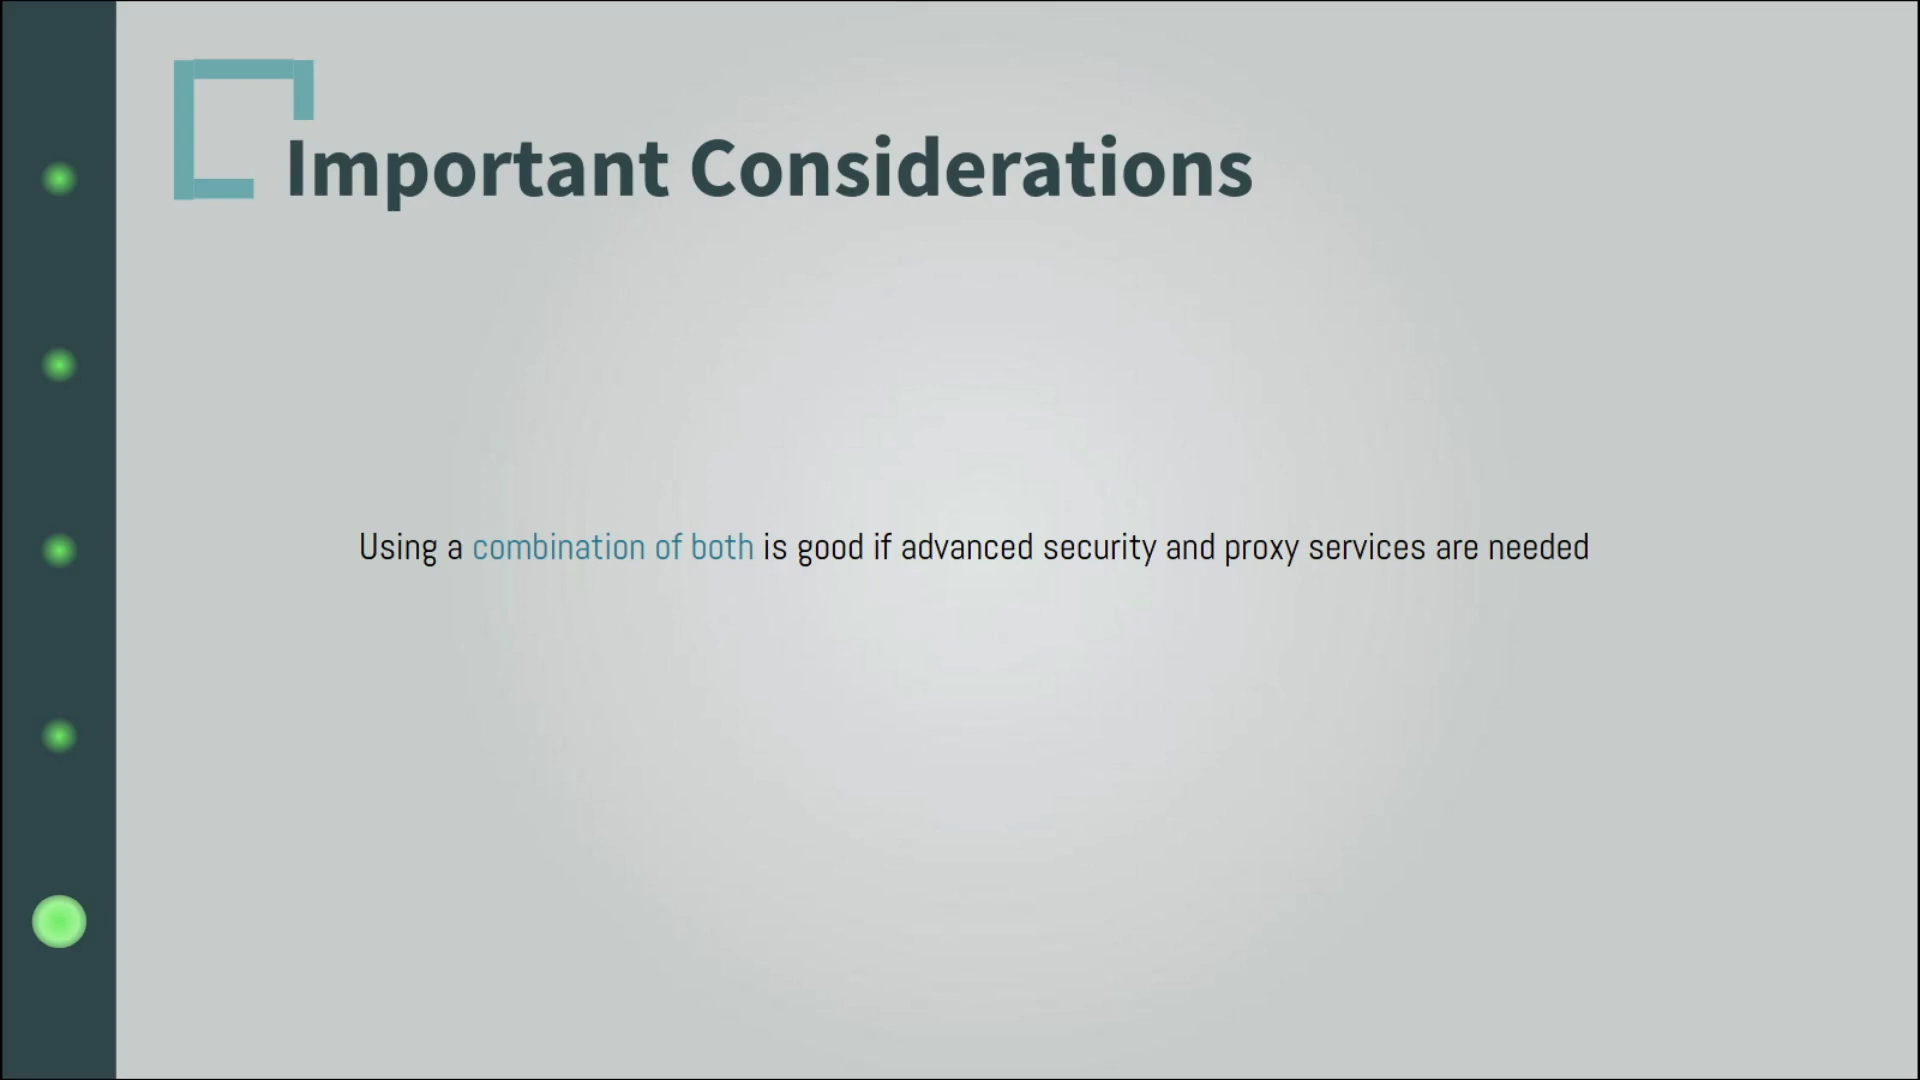 Important Considerations
Using a combination of both is good if advanced security and proxy services are needed